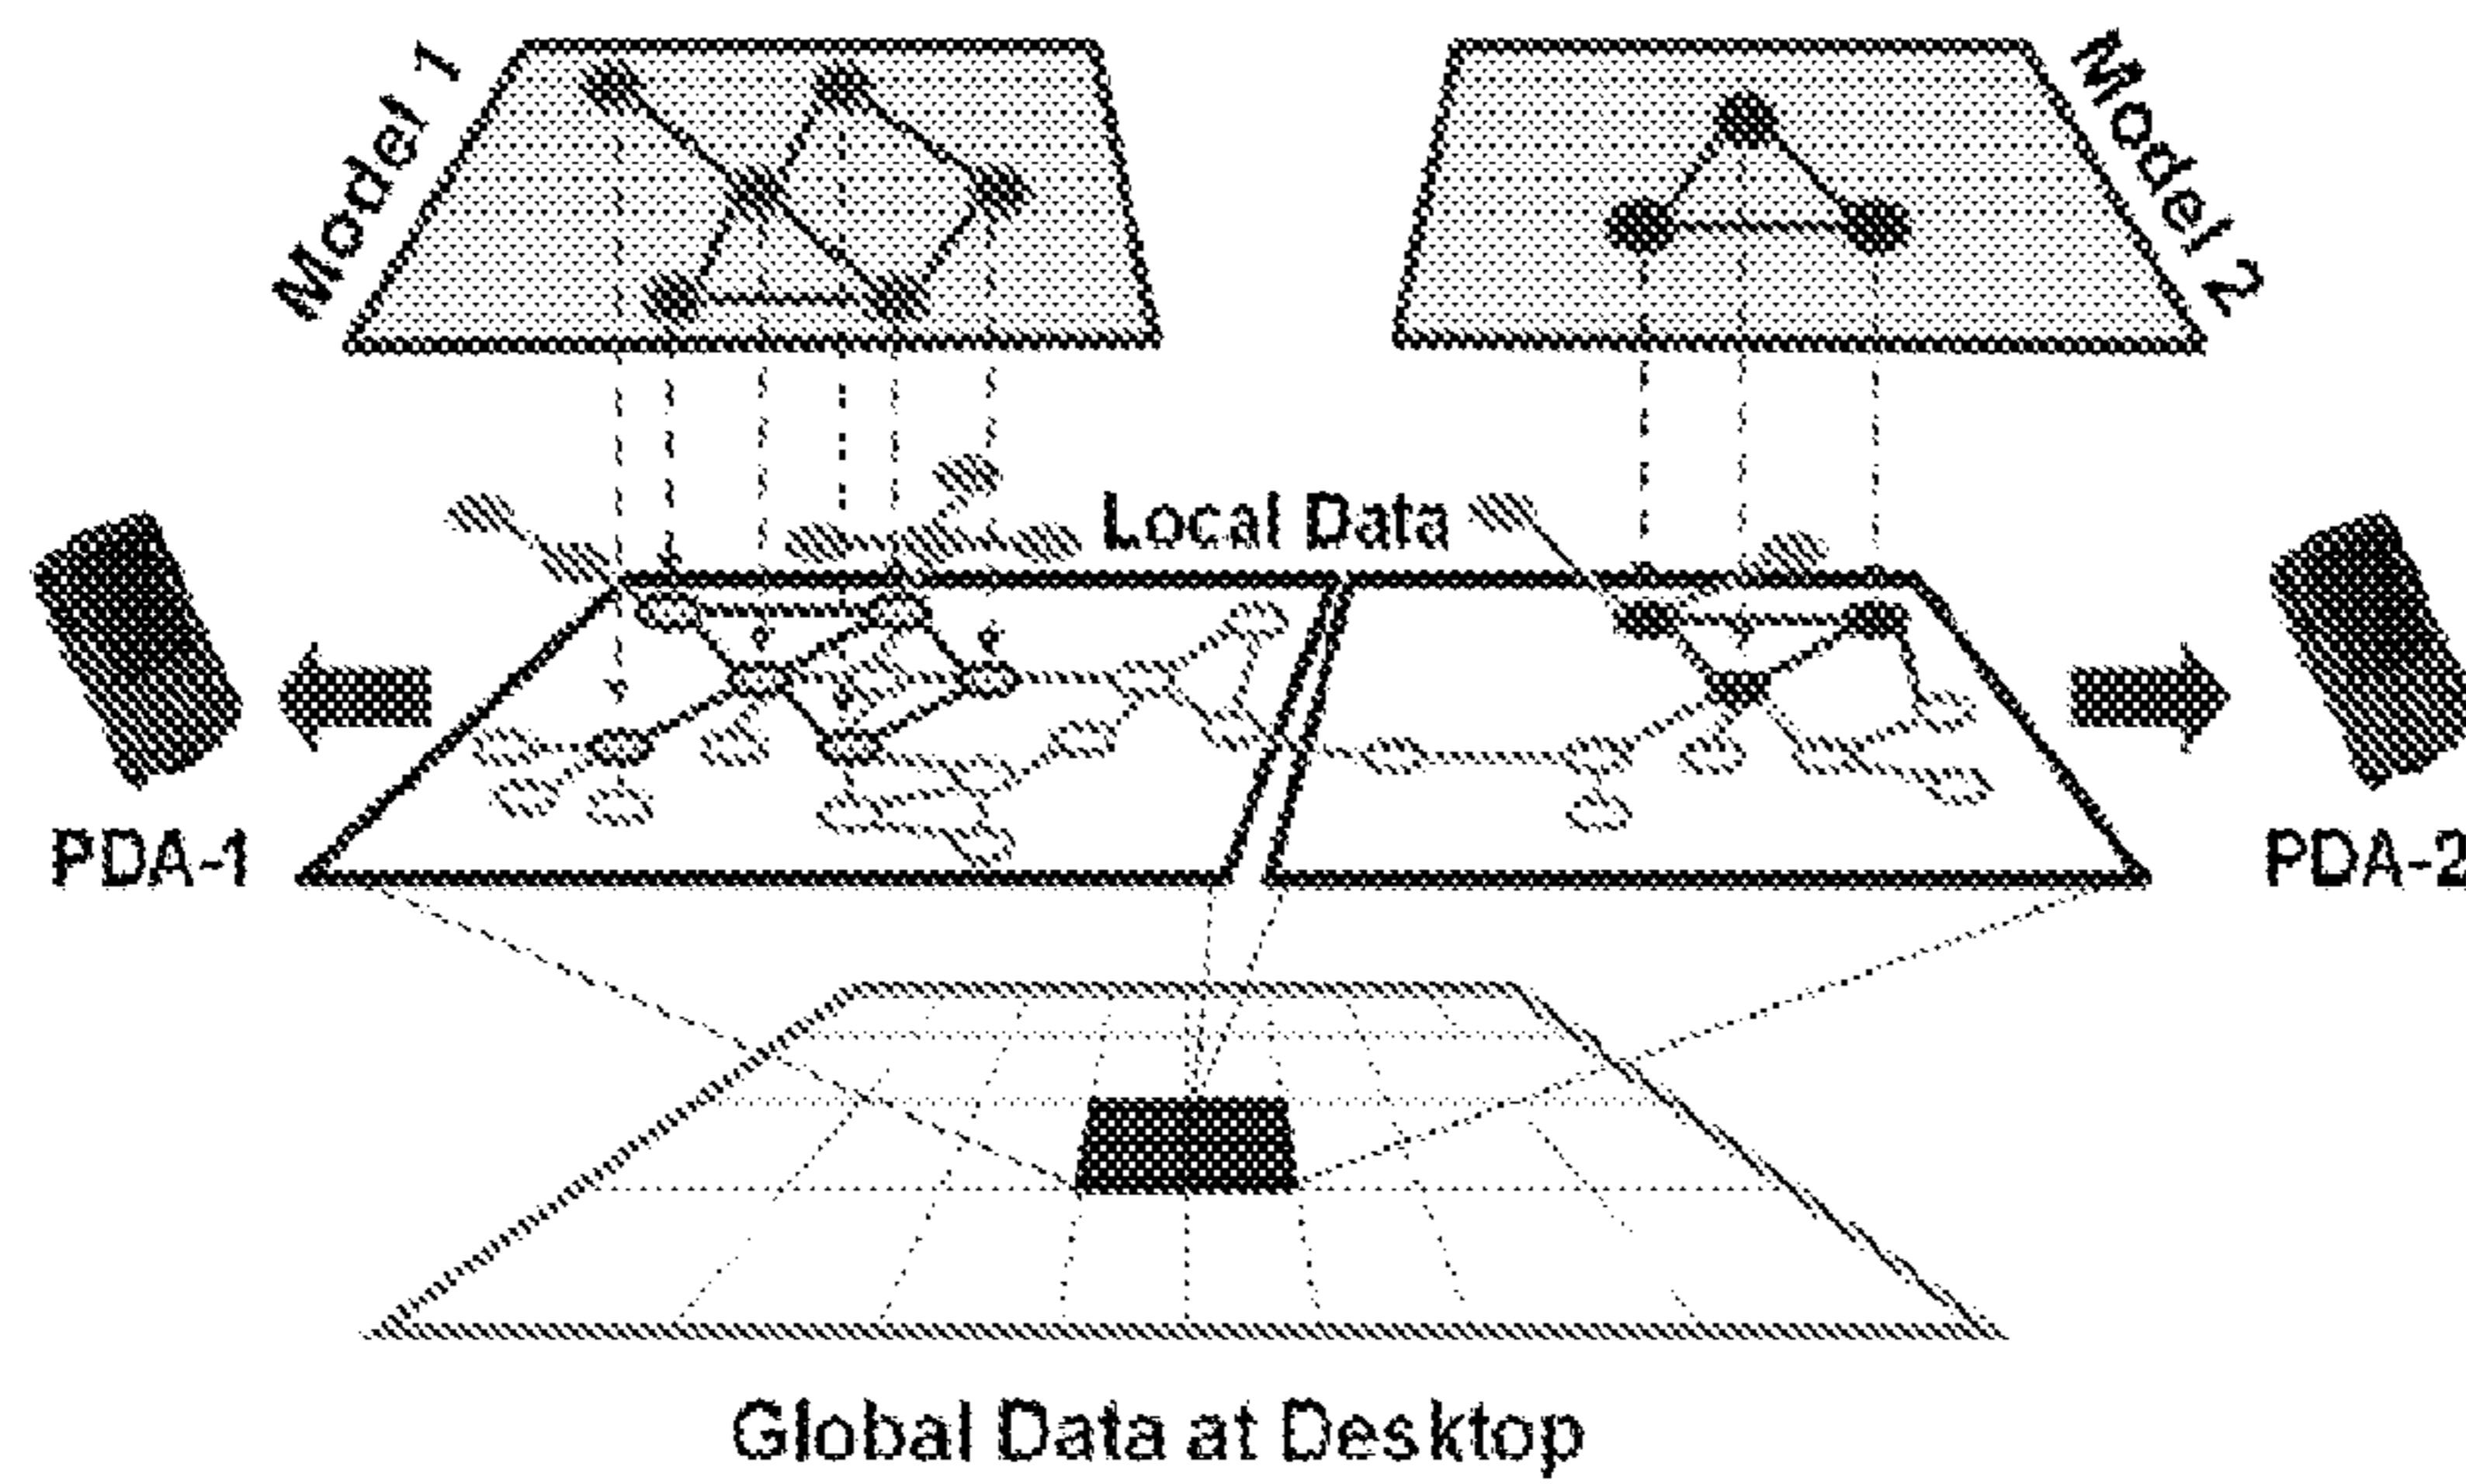 Model 1
Model 2
Local Data
PDA-1
PDA-2
Global Data at Desktop